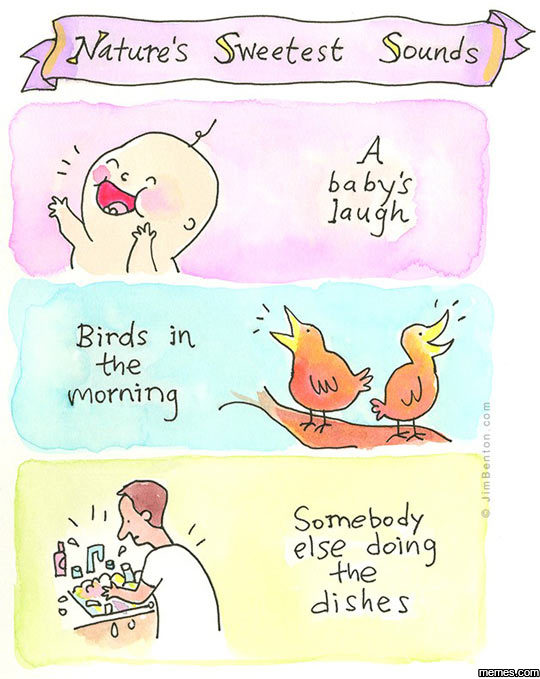 Nature's Sweetest Sounds
A
baby's
laugh
Birds in
the
morning
© JimBenton.com
Somebody
else doing
the
dishes
memes.com